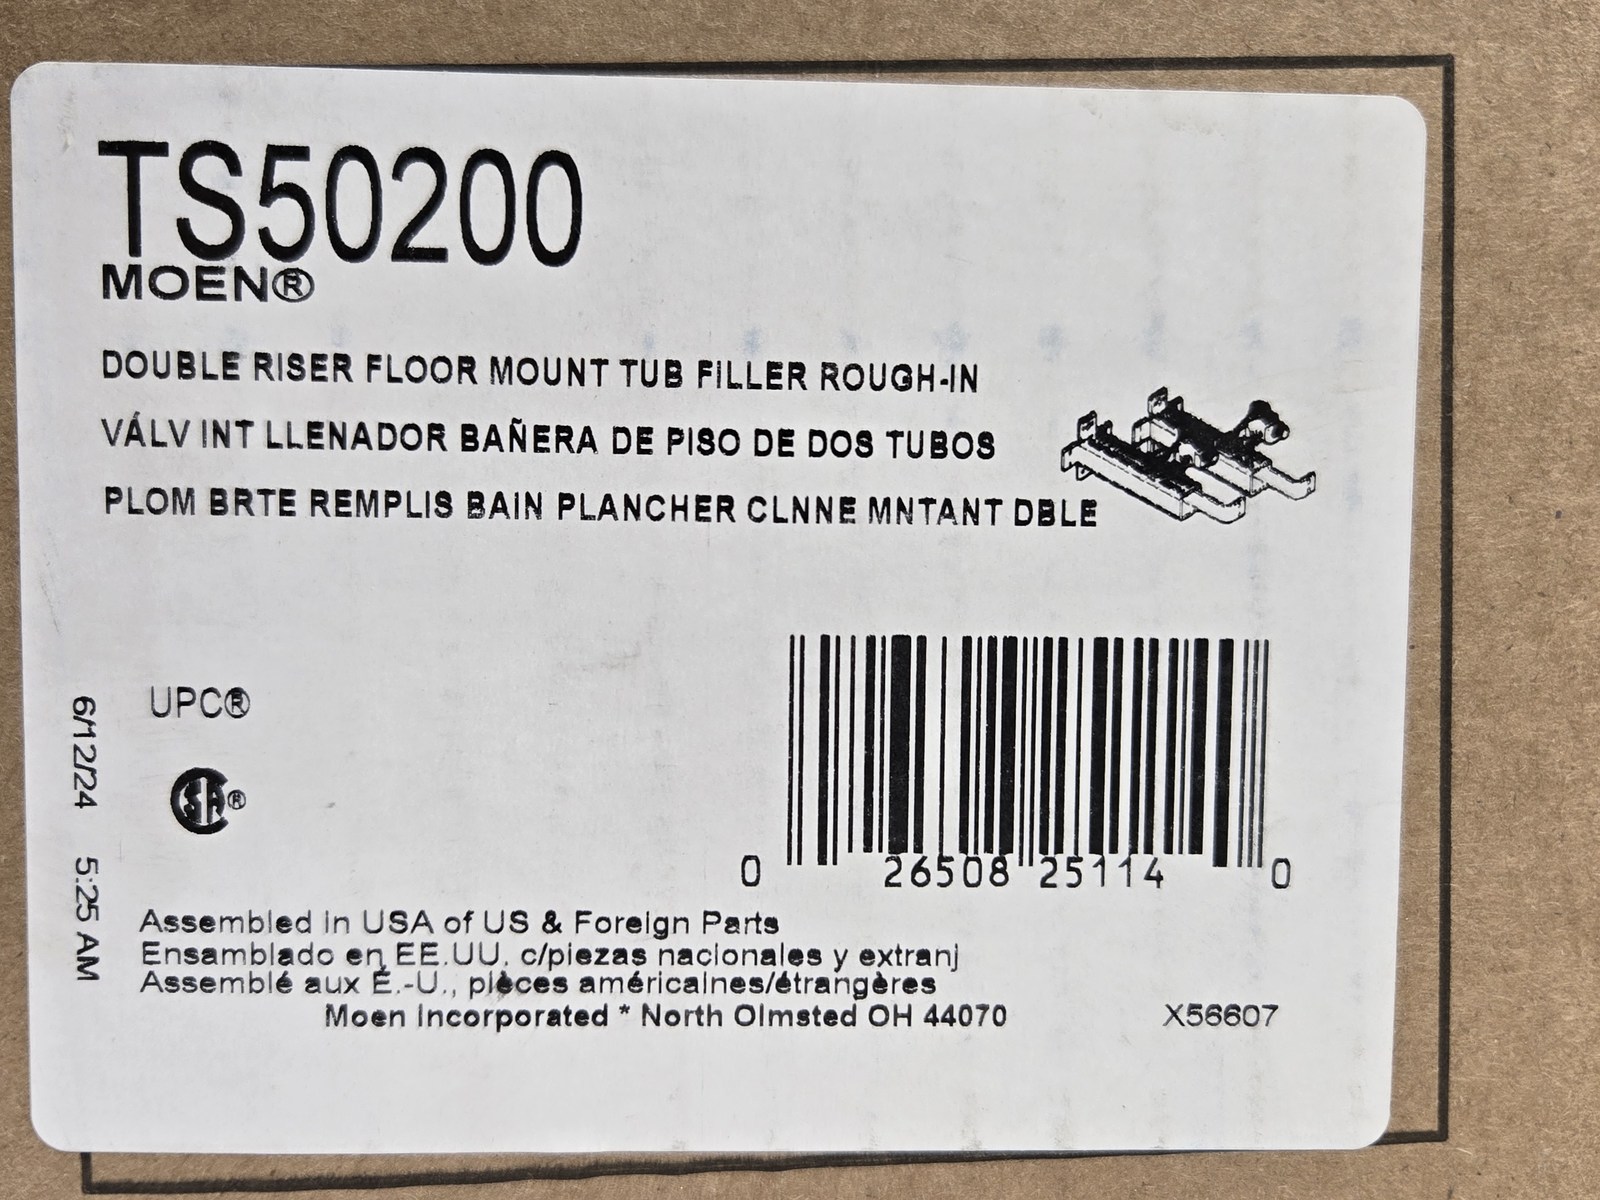 TS50200
MOEN®
DOUBLE RISER FLOOR MOUNT TUB FILLER ROUGH-IN
VÁLV INT LLENADOR BAÑERA DE PISO DE DOS TUBOS
PLOM BRTE REMPLIS BAIN PLANCHER CLNNE MNTANT DBLE
UPC®
CSA®
6/12/24 5:25 AM
0 26508 25114 0
Assembled in USA of US & Foreign Parts
Ensamblado en EE.UU. c/piezas nacionales y extranj
Assemblé aux É.-U., pièces américaines/étrangères
Moen Incorporated * North Olmsted OH 44070
X56607